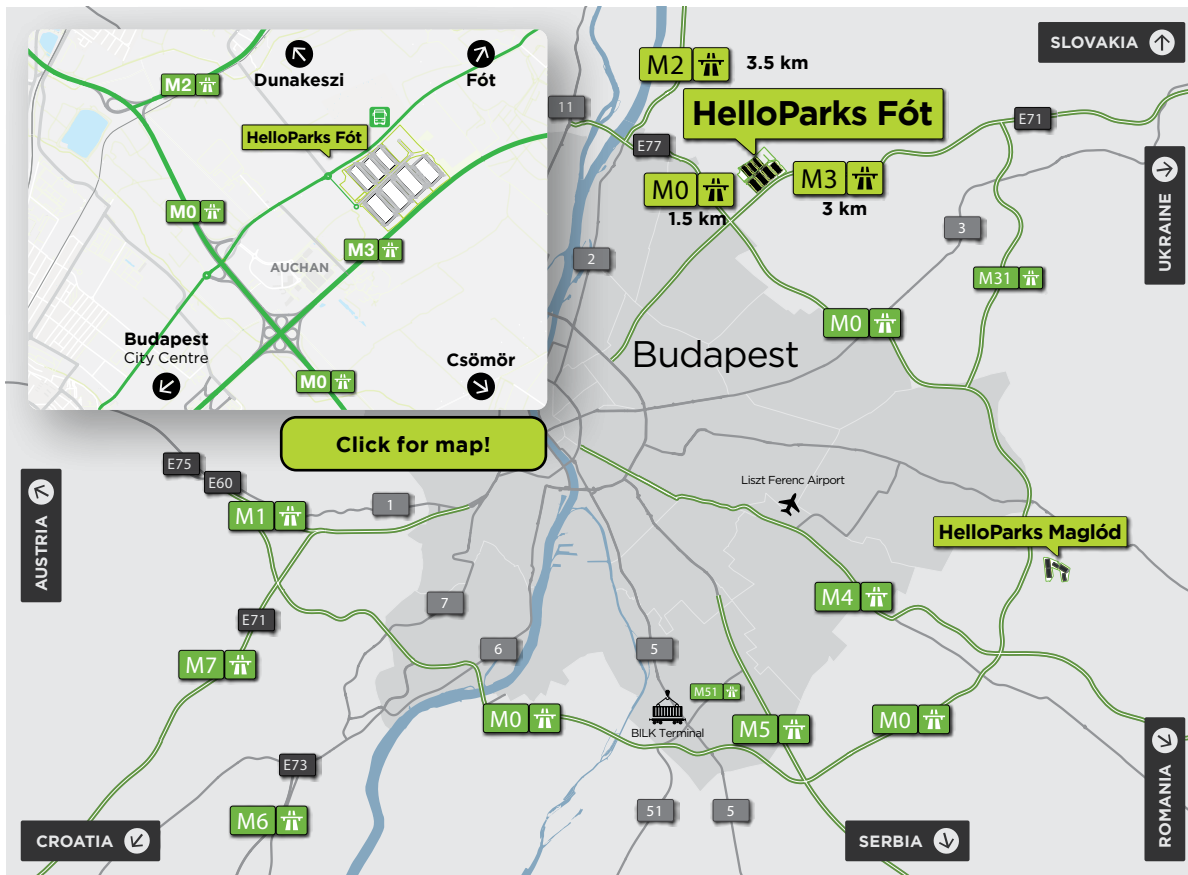 M2
Dunakeszi
Fót
HelloParks Fót
M0
M3
AUCHAN
Budapest
City Centre
M0
Csömör
Click for map!
SLOVAKIA
M2
3.5 km
HelloParks Fót
11
E77
M0
1.5 km
M3
3 km
E71
UKRAINE
3
2
M31
M0
Budapest
E75
E60
M1
1
AUSTRIA
Liszt Ferenc Airport
HelloParks Maglód
M4
7
E71
M7
6
5
M51
M0
BILK Terminal
M5
M0
E73
M6
51
5
CROATIA
SERBIA
ROMANIA